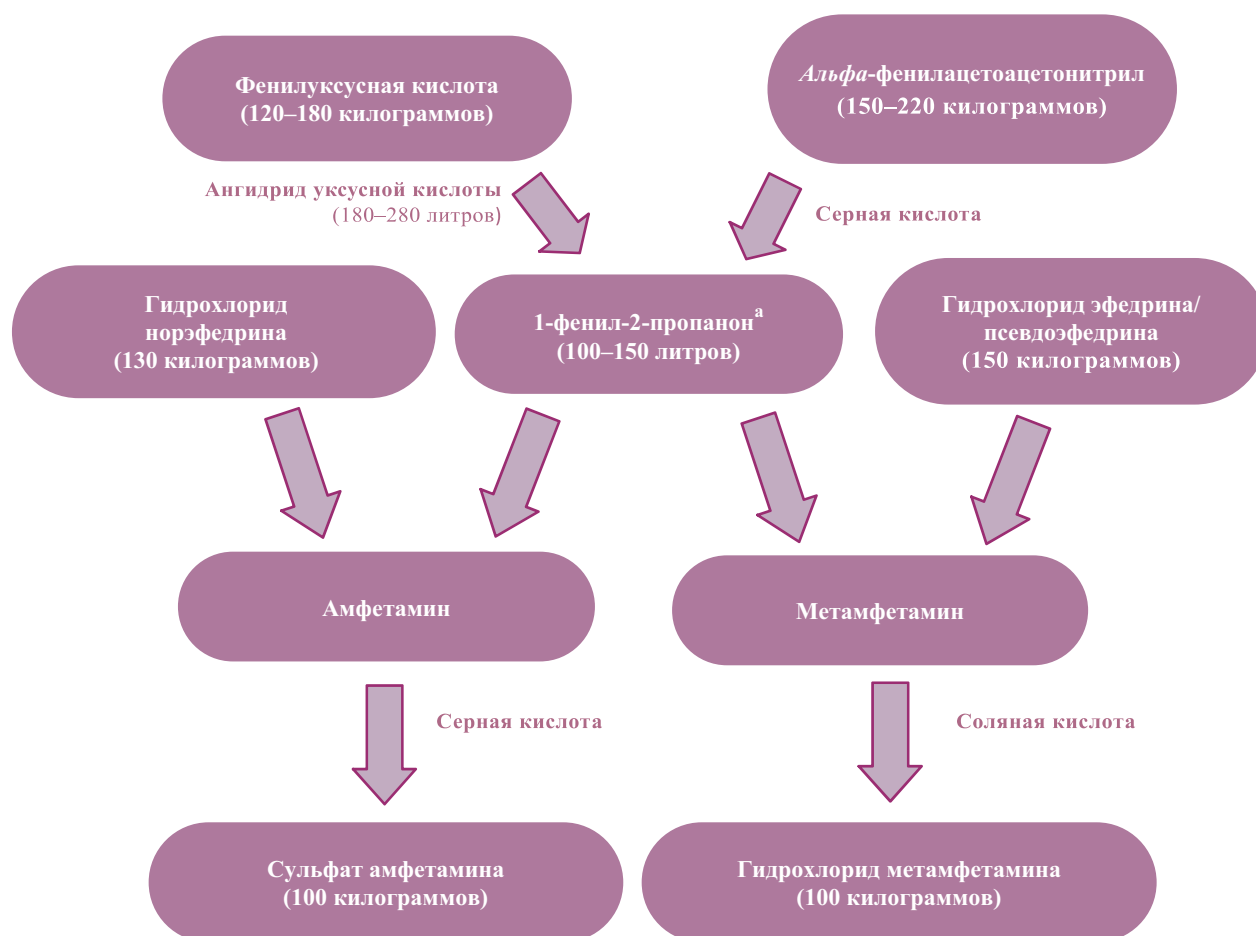 Фенилуксусная кислота
(120–180 килограммов)
Альфа-фенилацетоацетонитрил
(150–220 килограммов)
Ангидрид уксусной кислоты
(180–280 литров)
Серная кислота
Гидрохлорид
норэфедрина
(130 килограммов)
1-фенил-2-пропанонª
(100–150 литров)
Гидрохлорид эфедрина/
псевдоэфедрина
(150 килограммов)
Амфетамин
Метамфетамин
Серная кислота
Соляная кислота
Сульфат амфетамина
(100 килограммов)
Гидрохлорид метамфетамина
(100 килограммов)